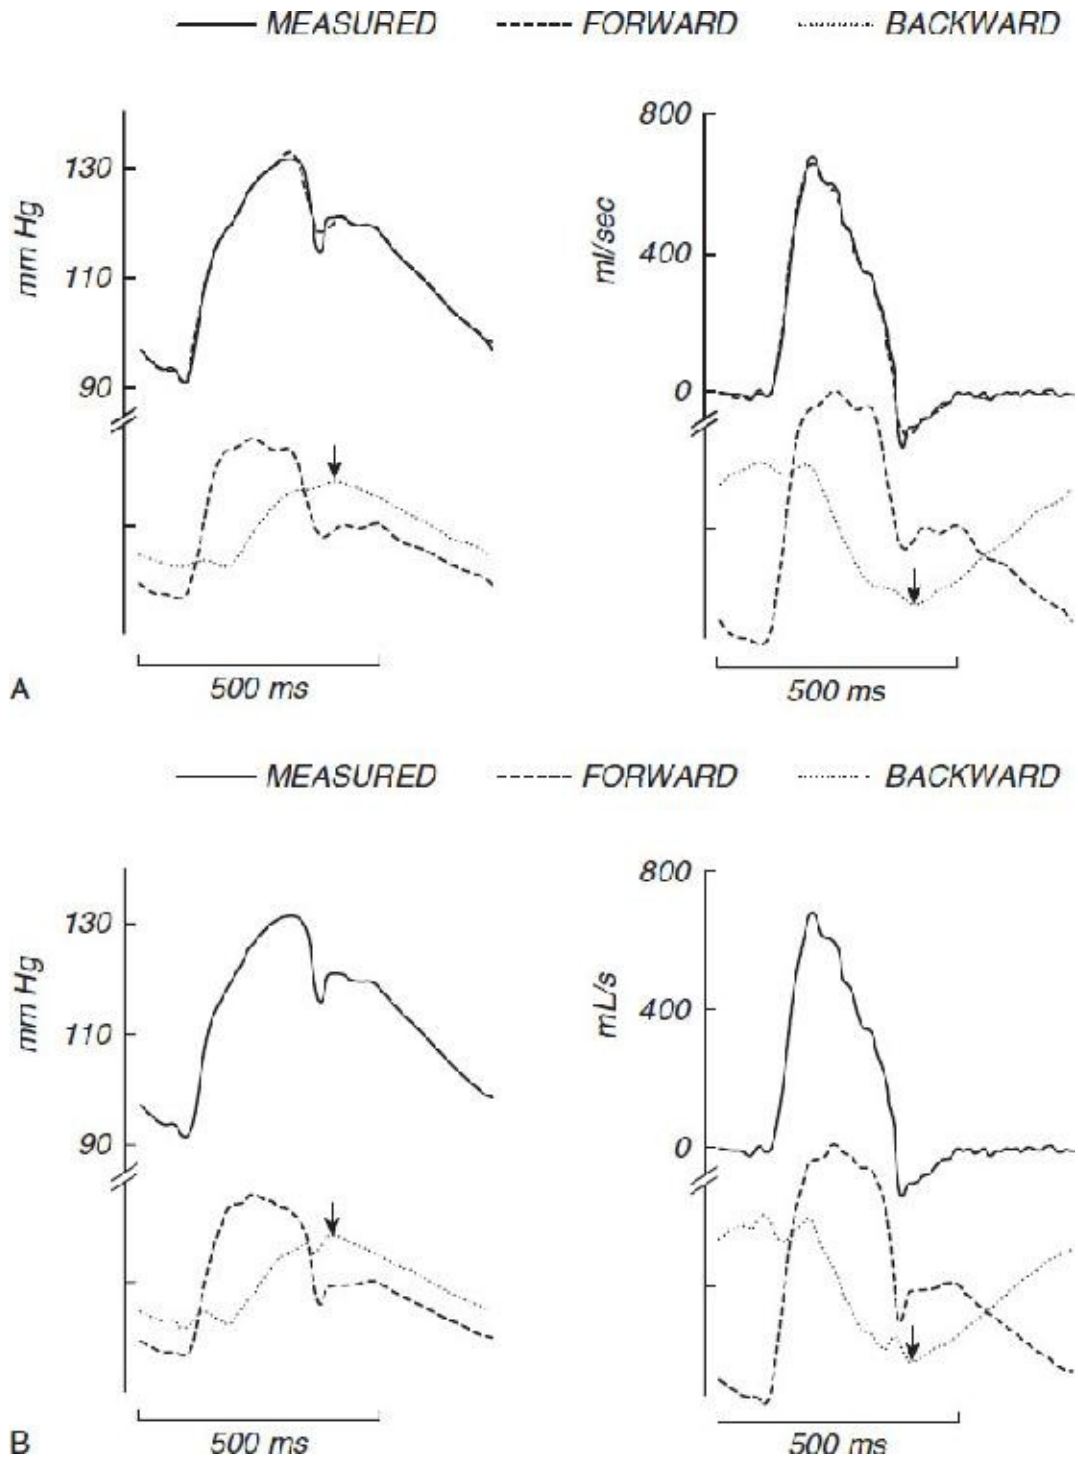 MEASURED FORWARD BACKWARD
800
130
mm Hg
110
90
ml/sec
400
0
500 ms
500 ms
A
MEASURED FORWARD BACKWARD
800
130
mm Hg
110
90
mL/s
400
0
500 ms
500 ms
B